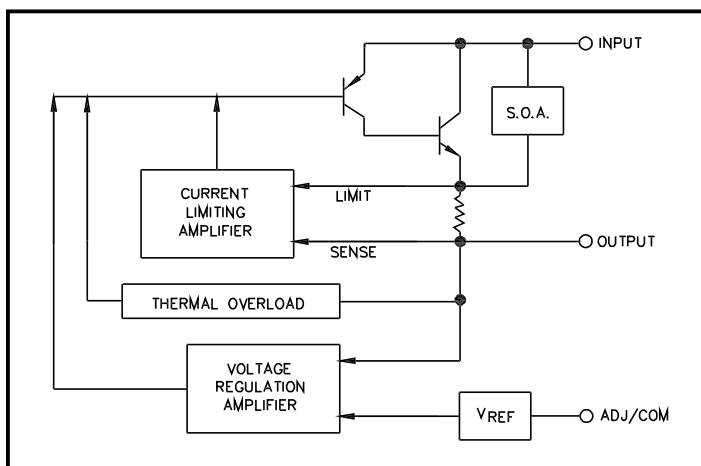 INPUT
S.O.A.
CURRENT
LIMITING
AMPLIFIER
LIMIT
SENSE
OUTPUT
THERMAL OVERLOAD
VOLTAGE
REGULATION
AMPLIFIER
VREF
ADJ/COM